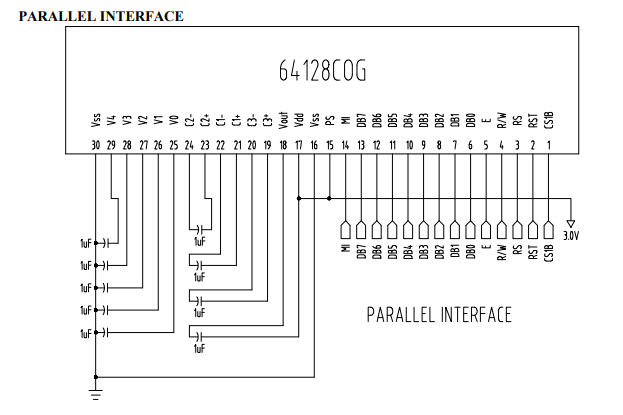 PARALLEL INTERFACE
64128COG
Vss V4 V3 V2 V1 V0 C2- C2+ C1- C1+ C3- C3+ Vout Vdd Vss PS MI DB7 DB6 DB5 DB4 DB3 DB2 DB1 DB0 E R/W RS RST CS1B
30 29 28 27 26 25 24 23 22 21 20 19 18 17 16 15 14 13 12 11 10 9 8 7 6 5 4 3 2 1
3.0V
1uF
1uF
MI DB7 DB6 DB5 DB4 DB3 DB2 DB1 DB0 E R/W RS RST CS1B
1uF
1uF
1uF
1uF
1uF
PARALLEL INTERFACE
1uF
1uF